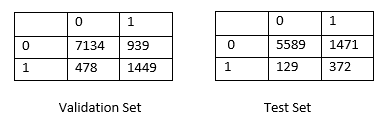 0 1
0 7134 939
1 478 1449
Validation Set
0 1
0 5589 1471
1 129 372
Test Set